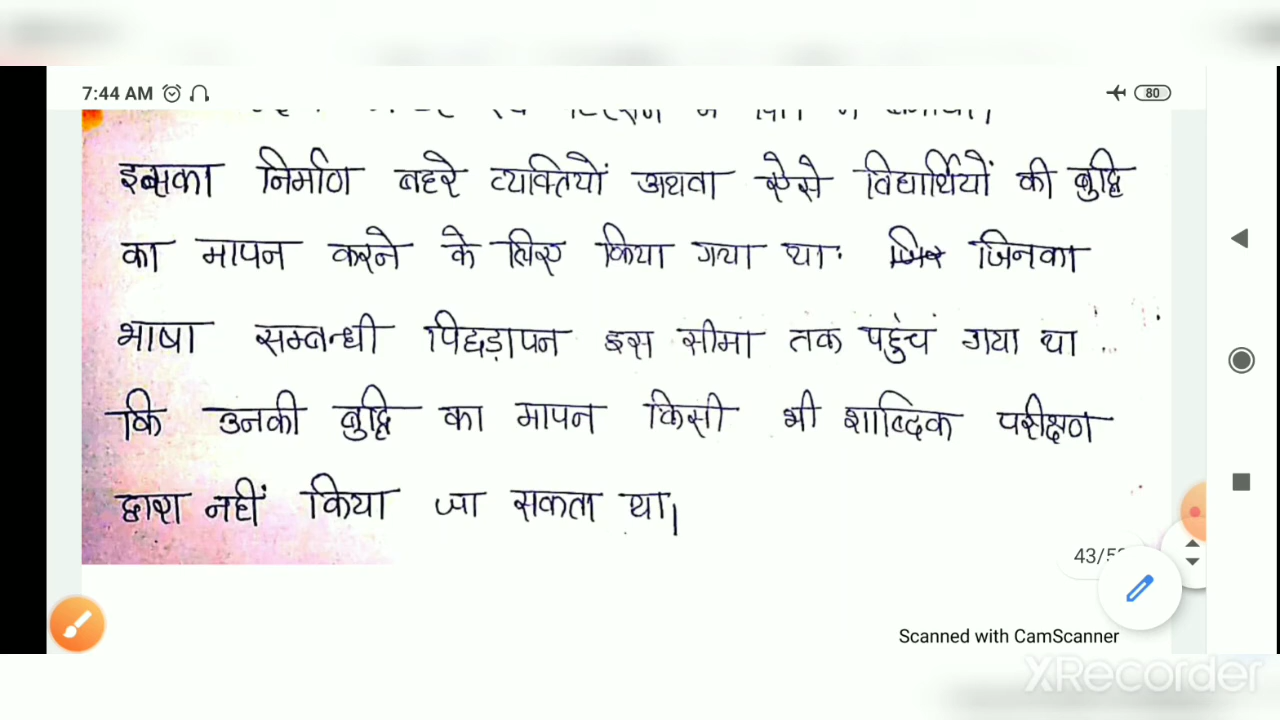 7:44 AM
80
इसका निर्माण बहरे व्यक्तियों अथवा ऐसे विद्यार्थियों की बुद्धि
का मापन करने के लिए किया गया था। जिनका
भाषा सम्बन्धी पिछड़ापन इस सीमा तक पहुंच गया था
कि उनकी बुद्धि का मापन किसी भी शाब्दिक परीक्षण
द्वारा नहीं किया जा सकता था।
Scanned with CamScanner
XRecorder